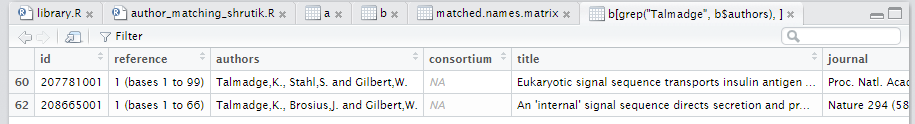 library.R author_matching_shrutik.R a b matched.names.matrix b[grep("Talmadge", b$authors), ]
Filter
id reference authors consortium title journal
60 207781001 1 (bases 1 to 99) Talmadge,K., Stahl,S. and Gilbert,W. NA Eukaryotic signal sequence transports insulin antigen ... Proc. Natl. Acad
62 208665001 1 (bases 1 to 66) Talmadge,K., Brosius,J. and Gilbert,W. NA An 'internal' signal sequence directs secretion and pr... Nature 294 (58